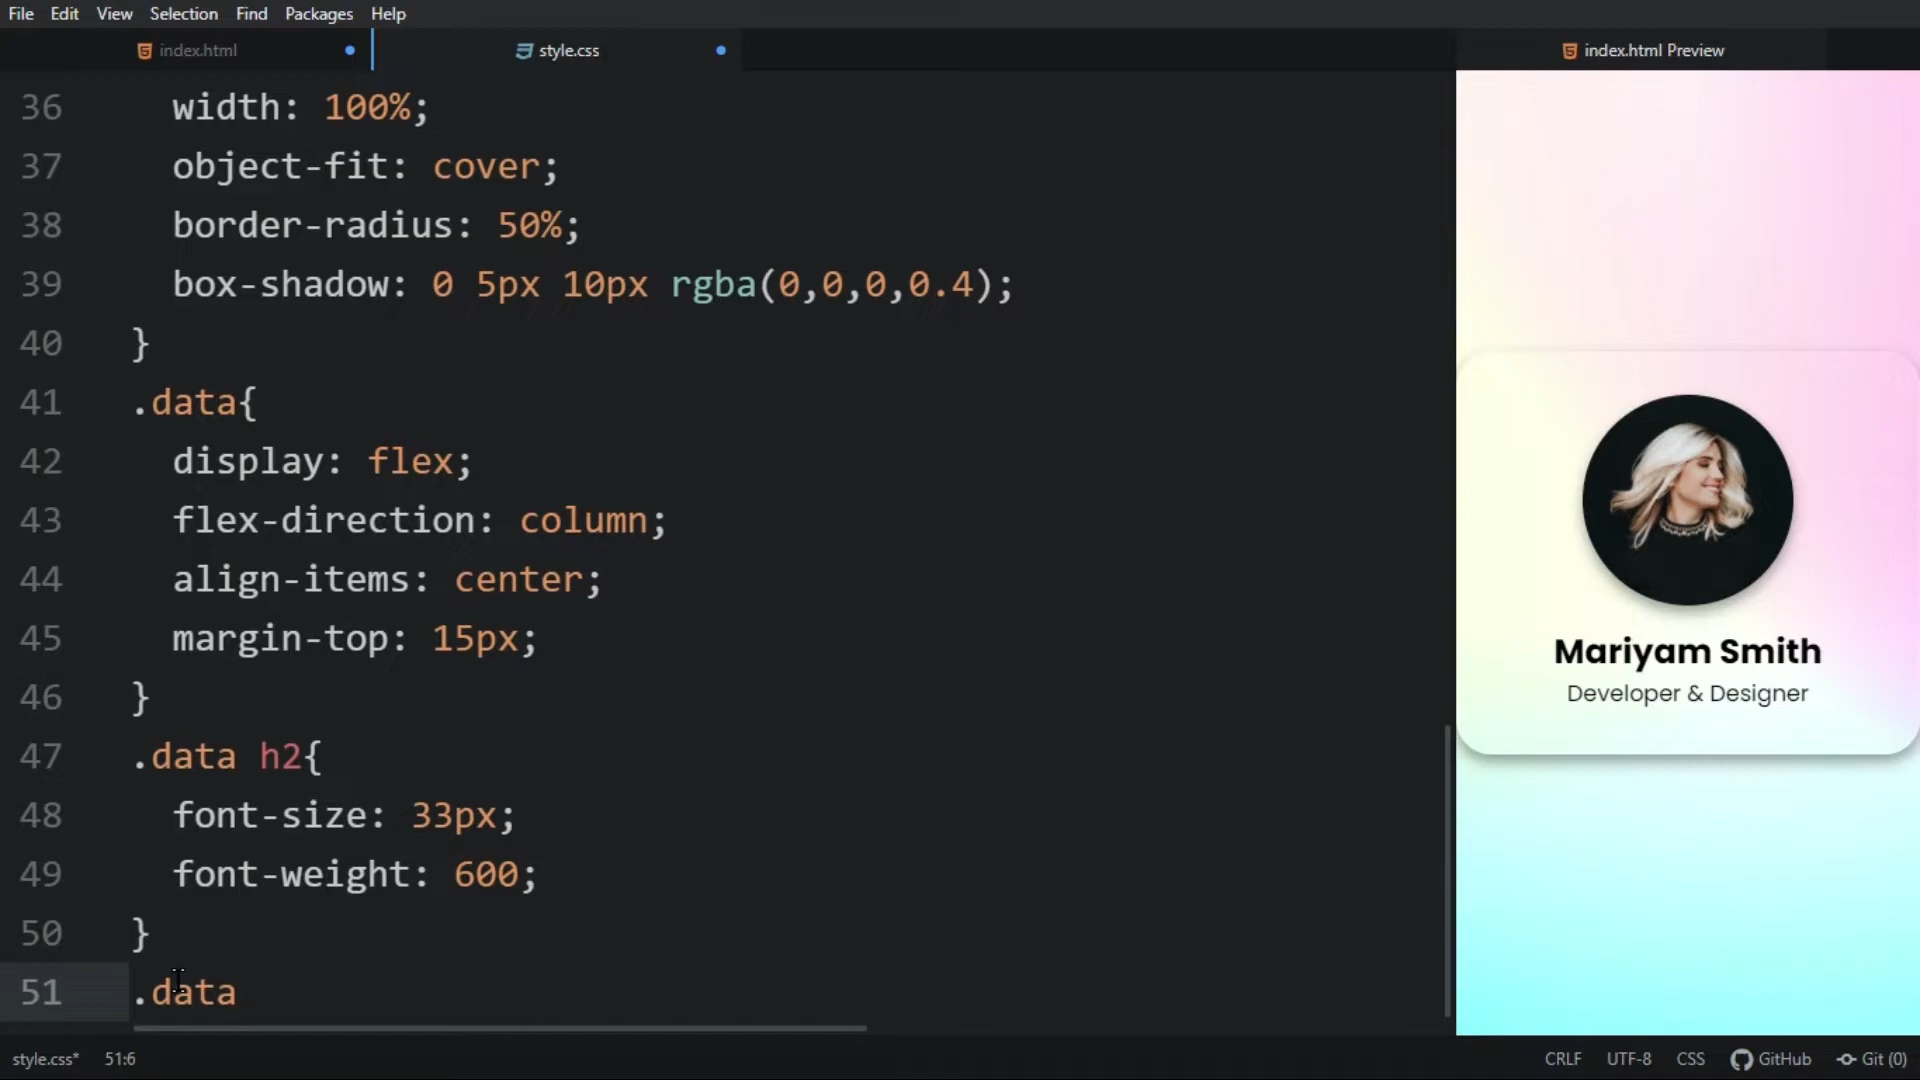 File Edit View Selection Find Packages Help
index.html style.css index.html Preview
36 width: 100%;
37 object-fit: cover;
38 border-radius: 50%;
39 box-shadow: 0 5px 10px rgba(0,0,0,0.4);
40 }
41 .data{
42 display: flex;
43 flex-direction: column;
44 align-items: center;
45 margin-top: 15px;
46 }
47 .data h2{
48 font-size: 33px;
49 font-weight: 600;
50 }
51 .data
Mariyam Smith
Developer & Designer
style.css* 51:6 CRLF UTF-8 CSS GitHub Git (0)